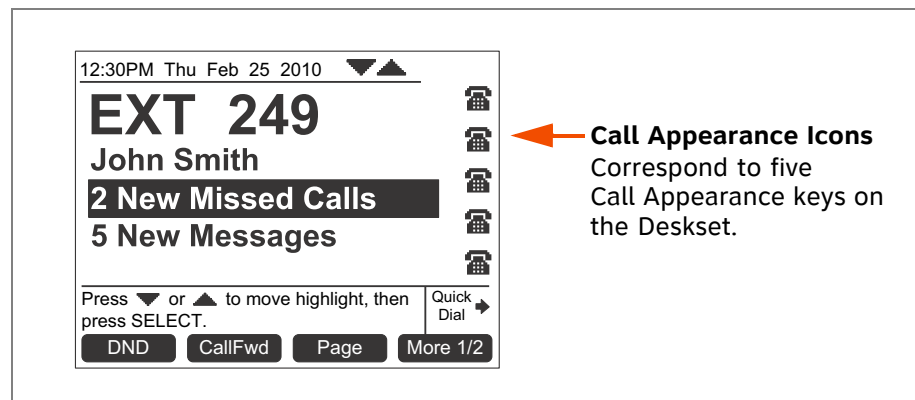 12:30PM Thu Feb 25 2010
EXT 249
John Smith
2 New Missed Calls
5 New Messages
Press ▼ or ▲ to move highlight, then
press SELECT.
Quick
Dial
DND CallFwd Page More 1/2
Call Appearance Icons
Correspond to five
Call Appearance keys on
the Deskset.